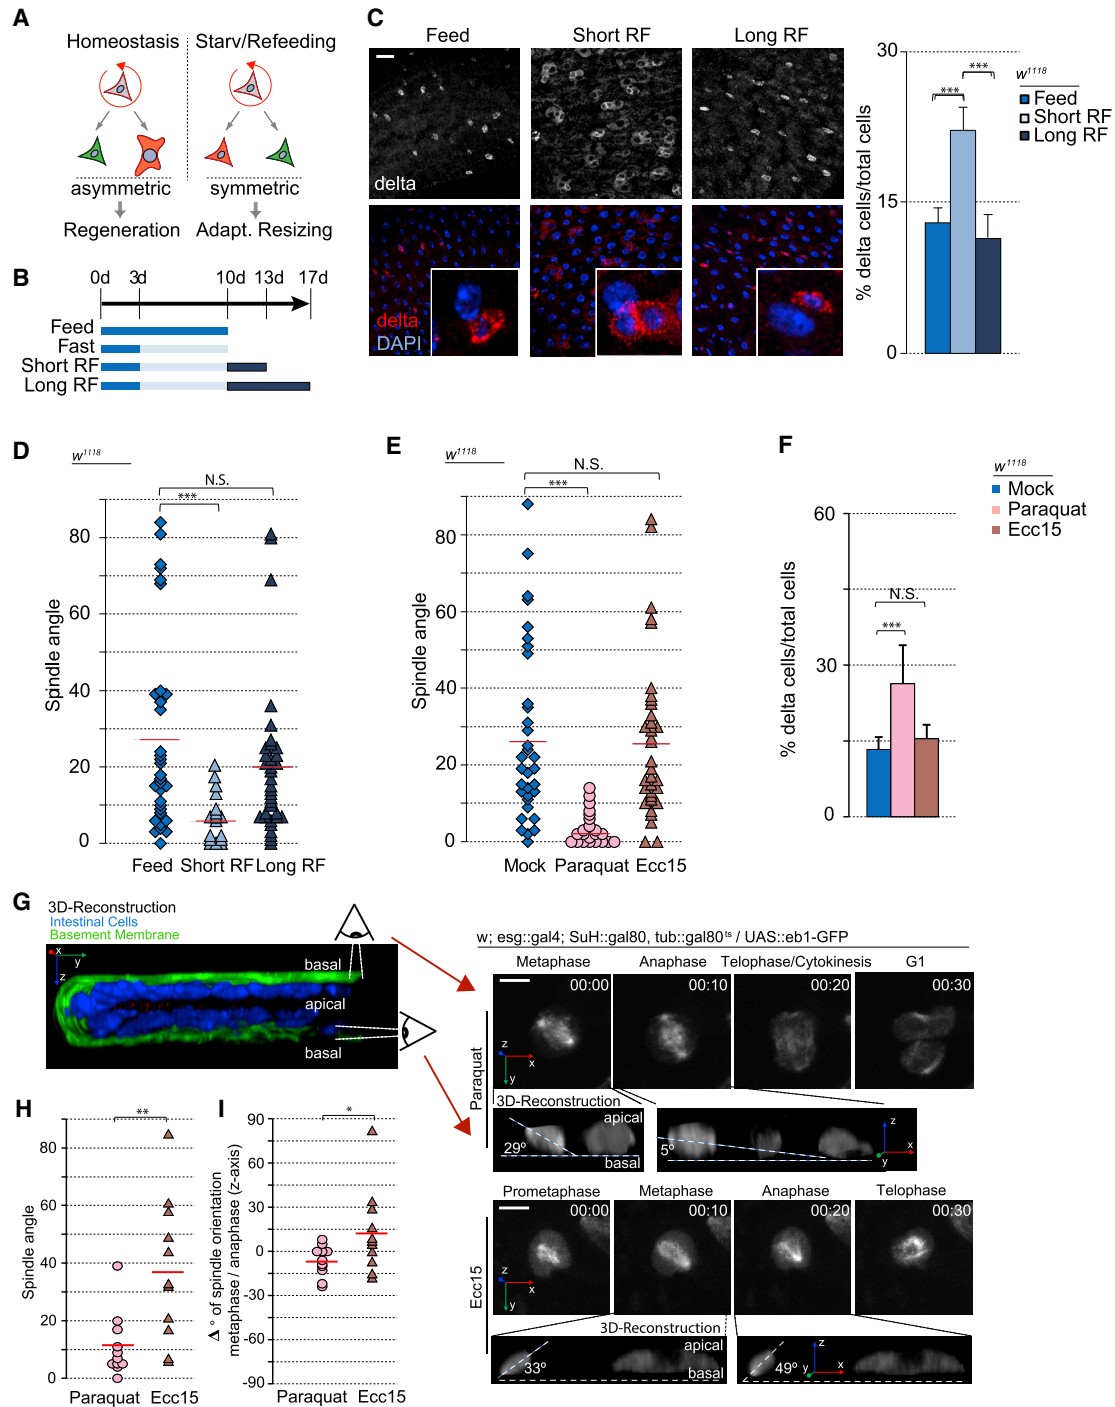 A
Homeostasis
Starv/Refeeding
asymmetric
symmetric
Regeneration
Adapt. Resizing
B
0d 3d 10d 13d 17d
Feed
Fast
Short RF
Long RF
C
Feed
Short RF
Long RF
delta
delta
DAPI
% delta cells/total cells
30
15
0
***
***
w1118
Feed
Short RF
Long RF
D
w1118
N.S.
***
Spindle angle
80
60
40
20
0
Feed Short RF Long RF
E
w1118
N.S.
***
Spindle angle
80
60
40
20
0
Mock Paraquat Ecc15
F
w1118
Mock
Paraquat
Ecc15
% delta cells/total cells
60
30
0
N.S.
***
G
3D-Reconstruction
Intestinal Cells
Basement Membrane
x
y
z
basal
apical
basal
w; esg::gal4; SuH::gal80, tub::gal80ts / UAS::eb1-GFP
Metaphase Anaphase Telophase/Cytokinesis G1
00:00 00:10 00:20 00:30
Paraquat
z
x
y
3D-Reconstruction
apical
29º
basal
5º
z
x
y
Prometaphase Metaphase Anaphase Telophase
00:00 00:10 00:20 00:30
Ecc15
z
x
y
3D-Reconstruction
apical
33º
basal
49º
z
y
x
H
**
Spindle angle
80
60
40
20
0
Paraquat Ecc15
I
*
Δ ° of spindle orientation
metaphase / anaphase (z-axis)
90
60
30
0
-30
-60
-90
Paraquat Ecc15